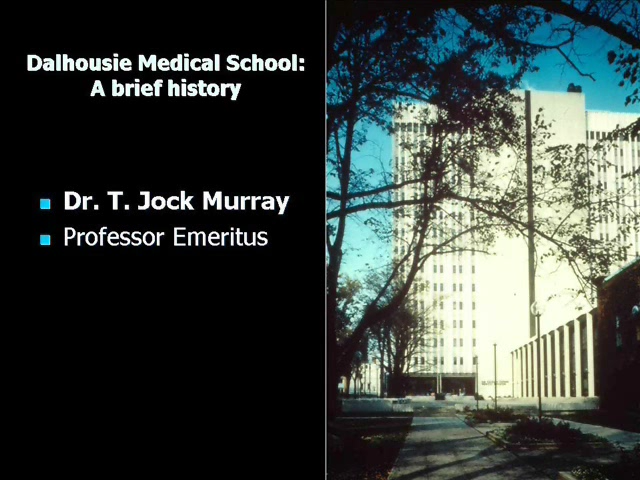 Dalhousie Medical School:
A brief history
Dr. T. Jock Murray
Professor Emeritus